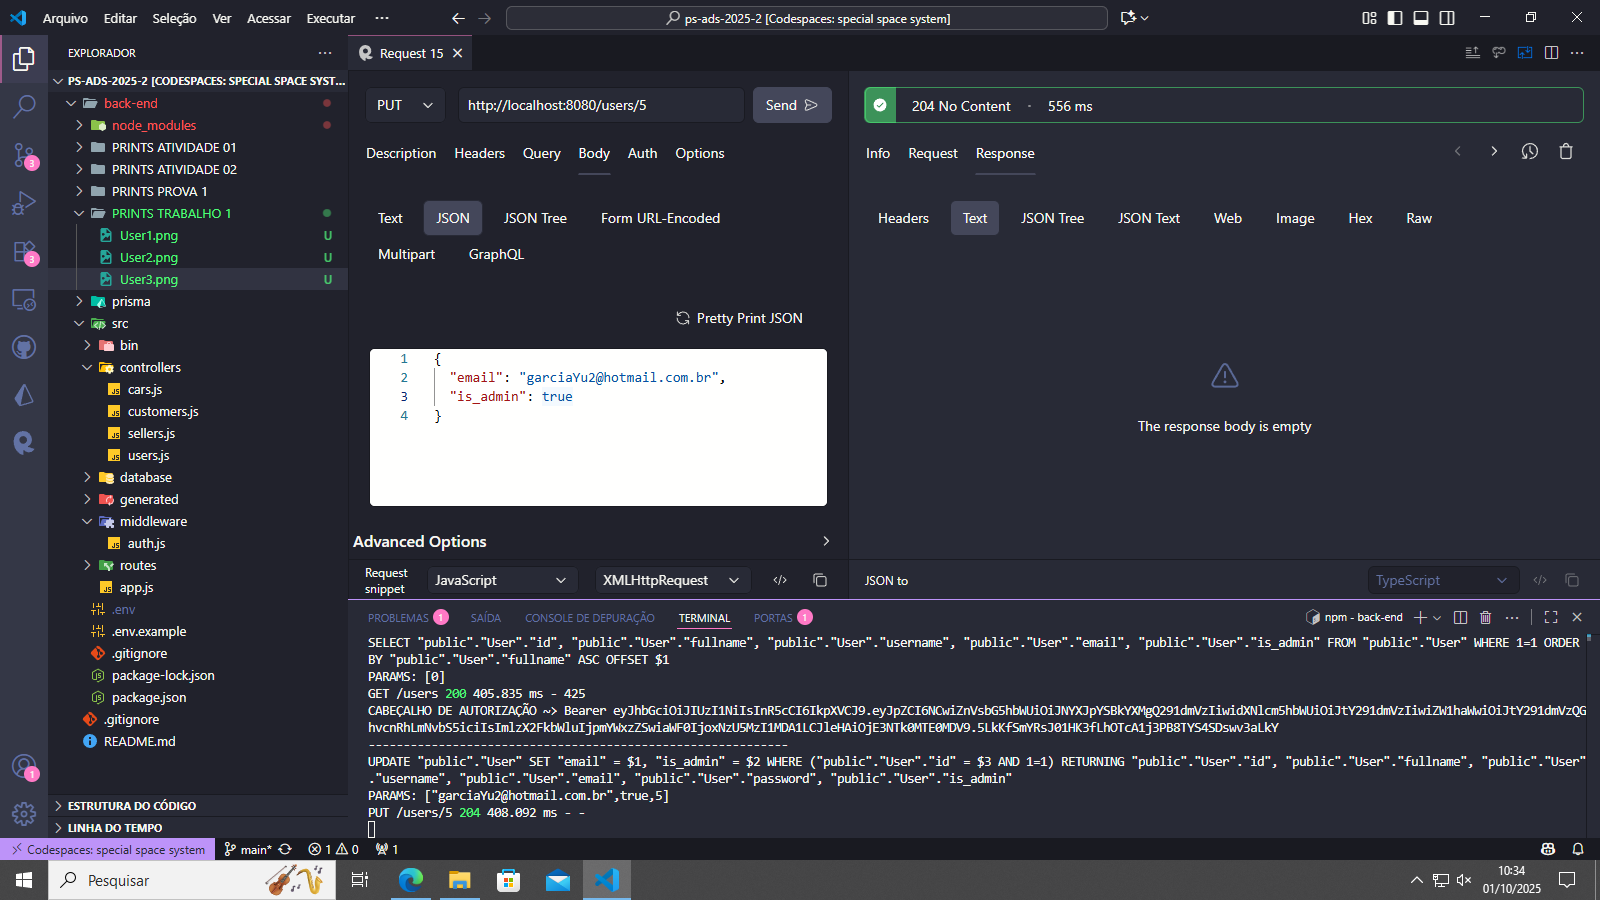 Arquivo Editar Seleção Ver Acessar Executar ···
ps-ads-2025-2 [Codespaces: special space system]
EXPLORADOR ···
PS-ADS-2025-2 [CODESPACES: SPECIAL SPACE SYST...
back-end
node_modules
PRINTS ATIVIDADE 01
PRINTS ATIVIDADE 02
PRINTS PROVA 1
PRINTS TRABALHO 1
User1.png U
User2.png U
User3.png U
prisma
src
bin
controllers
cars.js
customers.js
sellers.js
users.js
database
generated
middleware
auth.js
routes
app.js
.env
.env.example
.gitignore
package-lock.json
package.json
.gitignore
README.md
ESTRUTURA DO CÓDIGO
LINHA DO TEMPO
3
3
1
Request 15
PUT http://localhost:8080/users/5 Send
Description Headers Query Body Auth Options
Text JSON JSON Tree Form URL-Encoded
Multipart GraphQL
Pretty Print JSON
1 {
2 "email": "garciaYu2@hotmail.com.br",
3 "is_admin": true
4 }
Advanced Options
Request snippet JavaScript XMLHttpRequest
204 No Content · 556 ms
Info Request Response
Headers Text JSON Tree JSON Text Web Image Hex Raw
The response body is empty
JSON to TypeScript
PROBLEMAS 1 SAÍDA CONSOLE DE DEPURAÇÃO TERMINAL PORTAS 1 npm - back-end
SELECT "public"."User"."id", "public"."User"."fullname", "public"."User"."username", "public"."User"."email", "public"."User"."is_admin" FROM "public"."User" WHERE 1=1 ORDER
BY "public"."User"."fullname" ASC OFFSET $1
PARAMS: [0]
GET /users 200 405.835 ms - 425
CABEÇALHO DE AUTORIZAÇÃO ~> Bearer
------------------------------------------------------------
UPDATE "public"."User" SET "email" = $1, "is_admin" = $2 WHERE ("public"."User"."id" = $3 AND 1=1) RETURNING "public"."User"."id", "public"."User"."fullname", "public"."User"
."username", "public"."User"."email", "public"."User"."password", "public"."User"."is_admin"
PARAMS: ["garciaYu2@hotmail.com.br",true,5]
PUT /users/5 204 408.092 ms - -
Codespaces: special space system main* 1 0 1
Pesquisar
10:34
01/10/2025